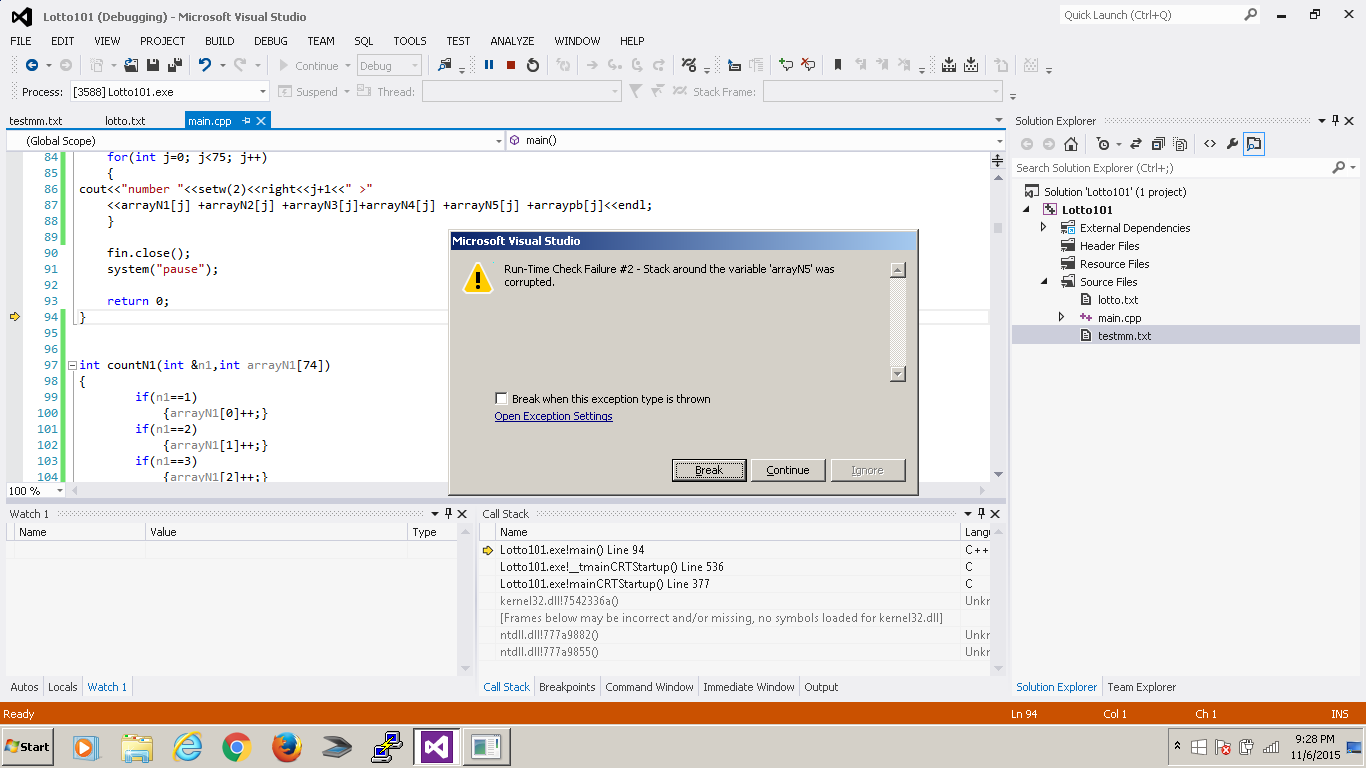 Lotto101 (Debugging) - Microsoft Visual Studio
Quick Launch (Ctrl+Q)
FILE EDIT VIEW PROJECT BUILD DEBUG TEAM SQL TOOLS TEST ANALYZE WINDOW HELP
Continue Debug
Process: [3588] Lotto101.exe Suspend Thread: Stack Frame:
testmm.txt lotto.txt main.cpp
(Global Scope) main()
84 for(int j=0; j<75; j++)
85 {
86 cout<<"number "<<setw(2)<<right<<j+1<<" >"
87 <<arrayN1[j] +arrayN2[j] +arrayN3[j]+arrayN4[j] +arrayN5[j] +arraypb[j]<<endl;
88 }
89
90 fin.close();
91 system("pause");
92
93 return 0;
94 }
95
96
97 int countN1(int &n1,int arrayN1[74])
98 {
99 if(n1==1)
100 {arrayN1[0]++;}
101 if(n1==2)
102 {arrayN1[1]++;}
103 if(n1==3)
104 {arrayN1[2]++;}
100 %
Microsoft Visual Studio
Run-Time Check Failure #2 - Stack around the variable 'arrayN5' was
corrupted.
Break when this exception type is thrown
Open Exception Settings
Break Continue Ignore
Solution Explorer
Search Solution Explorer (Ctrl+;)
Solution 'Lotto101' (1 project)
Lotto101
External Dependencies
Header Files
Resource Files
Source Files
lotto.txt
main.cpp
testmm.txt
Watch 1
Name Value Type
Autos Locals Watch 1
Call Stack
Name Langu
Lotto101.exe!main() Line 94 C++
Lotto101.exe!__tmainCRTStartup() Line 536 C
Lotto101.exe!mainCRTStartup() Line 377 C
kernel32.dll!7542336a() Unkr
[Frames below may be incorrect and/or missing, no symbols loaded for kernel32.dll]
ntdll.dll!777a9882() Unkr
ntdll.dll!777a9855() Unkr
Call Stack Breakpoints Command Window Immediate Window Output
Solution Explorer Team Explorer
Ready Ln 94 Col 1 Ch 1 INS
Start
9:28 PM
11/6/2015